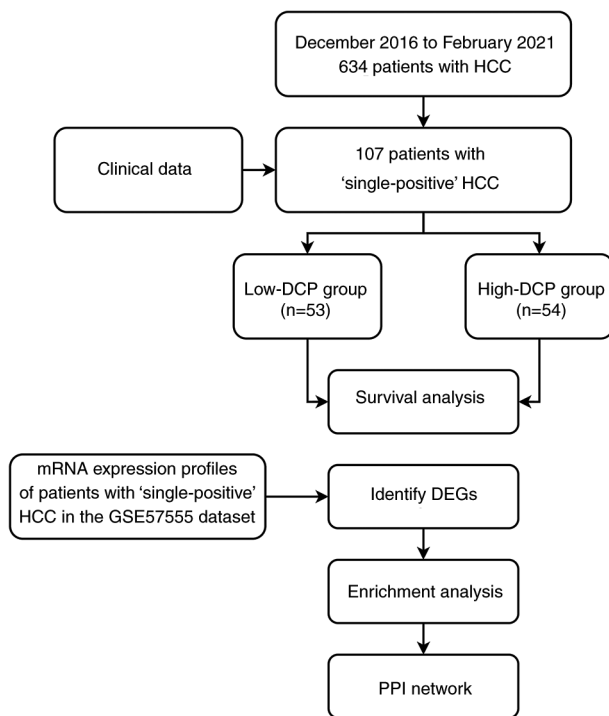 December 2016 to February 2021
634 patients with HCC
Clinical data
107 patients with
‘single-positive’ HCC
Low-DCP group
(n=53)
High-DCP group
(n=54)
Survival analysis
mRNA expression profiles
of patients with ‘single-positive’
HCC in the GSE57555 dataset
Identify DEGs
Enrichment analysis
PPI network